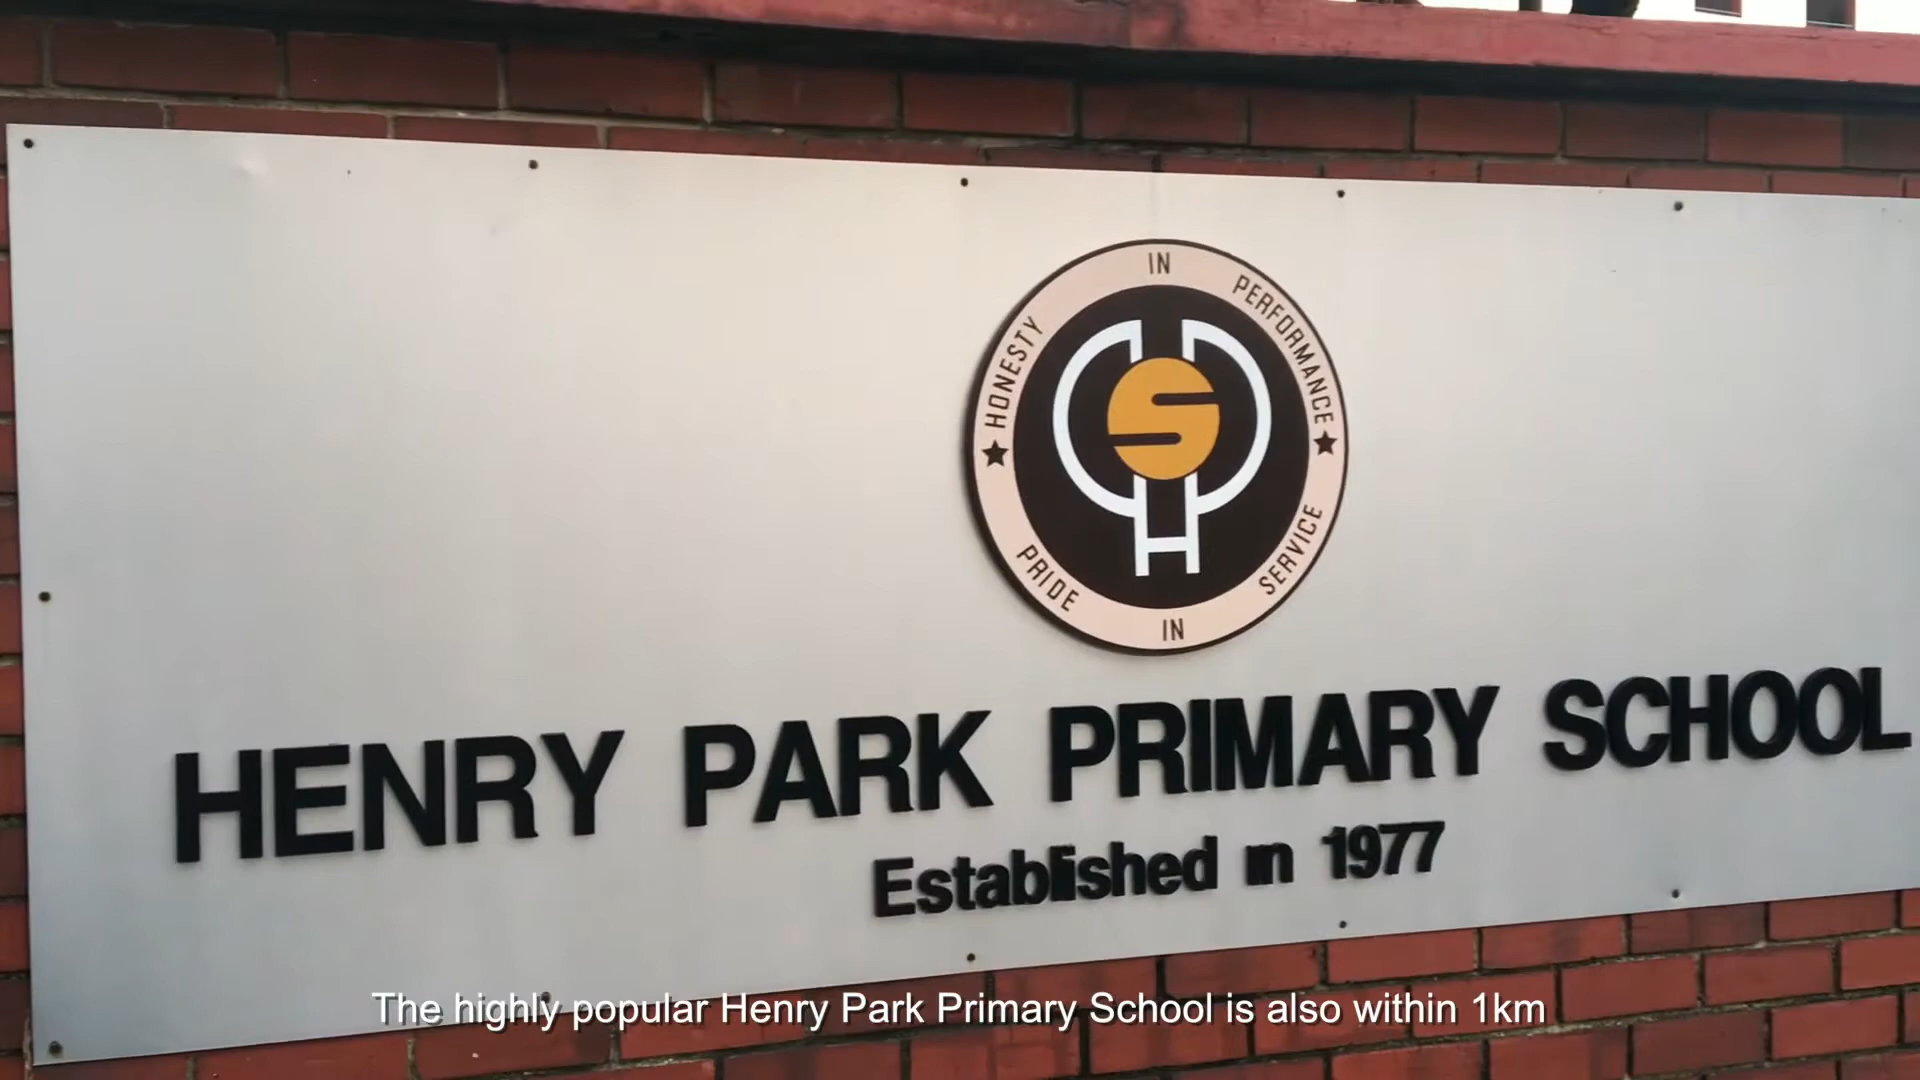 HONESTY IN PERFORMANCE
PRIDE IN SERVICE
HPPS
HENRY PARK PRIMARY SCHOOL
Established in 1977
The highly popular Henry Park Primary School is also within 1km